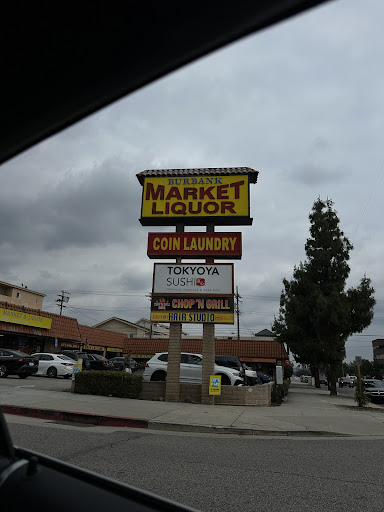 BURBANK
MARKET
LIQUOR
COIN LAUNDRY
TOKYOYA
SUSHI
CHOP 'N GRILL
HAIR STUDIO